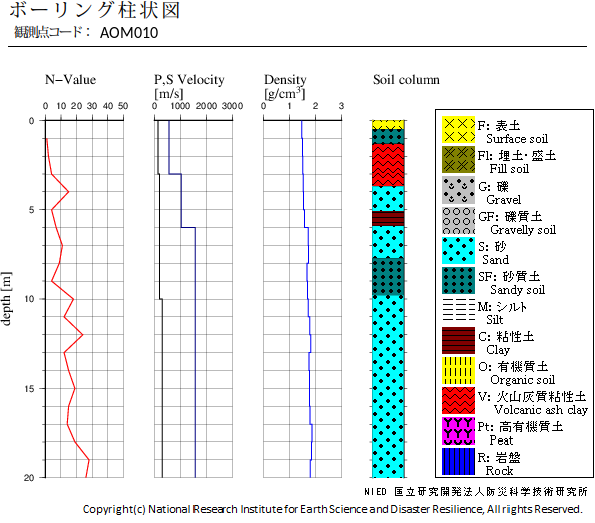 ボーリング柱状図
観測点コード： AOM010
N−Value
0 10 20 30 40 50
P,S Velocity
[m/s]
0 1000 2000 3000
Density
[g/cm3]
0 1 2 3
Soil column
depth [m]
0
5
10
15
20
F: 表土
Surface soil
Fl: 埋土・盛土
Fill soil
G: 礫
Gravel
GF: 礫質土
Gravelly soil
S: 砂
Sand
SF: 砂質土
Sandy soil
M: シルト
Silt
C: 粘性土
Clay
O: 有機質土
Organic soil
V: 火山灰質粘性土
Volcanic ash clay
Pt: 高有機質土
Peat
R: 岩盤
Rock
NIED 国立研究開発法人防災科学技術研究所
Copyright(c) National Research Institute for Earth Science and Disaster Resilience, All Rights Reserved.